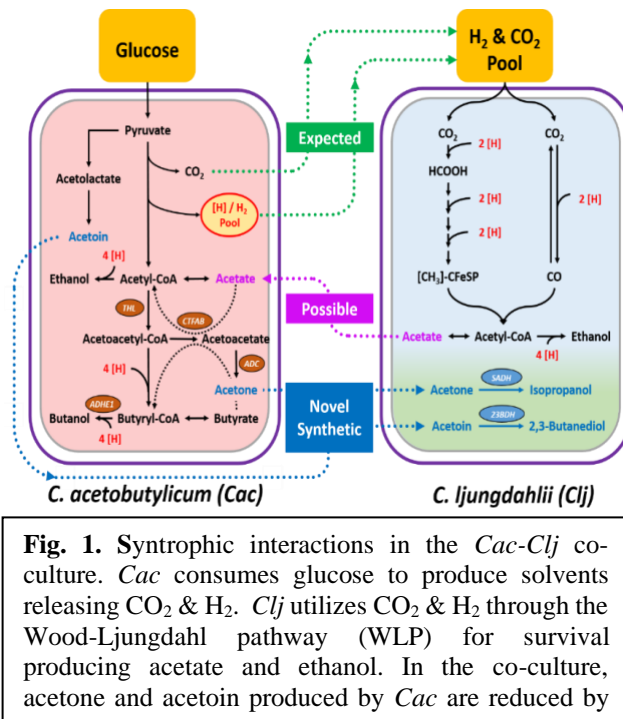 Glucose
H₂ & CO₂
Pool
Pyruvate
CO₂
Expected
Acetolactate
[H] / H₂
Pool
Acetoin
4 [H]
Ethanol
Acetyl-CoA
Acetate
THL
CTFAB
Acetoacetyl-CoA
Acetoacetate
4 [H]
ADC
Acetone
ADHE1
Butanol
Butyryl-CoA
Butyrate
4 [H]
Possible
Novel
Synthetic
CO₂
CO₂
2 [H]
HCOOH
2 [H]
2 [H]
2 [H]
[CH₃]-CFeSP
CO
Acetate
Acetyl-CoA
Ethanol
4 [H]
SADH
Acetone
Isopropanol
23BDH
Acetoin
2,3-Butanediol
C. acetobutylicum (Cac)
C. ljungdahlii (Clj)
Fig. 1. Syntrophic interactions in the Cac-Clj co-
culture. Cac consumes glucose to produce solvents
releasing CO₂ & H₂. Clj utilizes CO₂ & H₂ through the
Wood-Ljungdahl pathway (WLP) for survival
producing acetate and ethanol. In the co-culture,
acetone and acetoin produced by Cac are reduced by